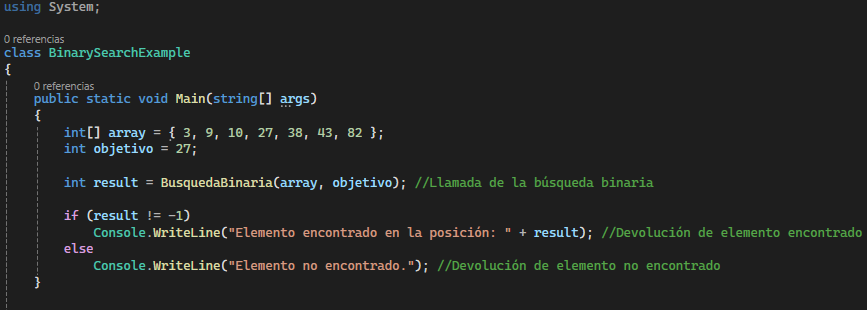 using System;
0 referencias
class BinarySearchExample
{
0 referencias
public static void Main(string[] args)
{
int[] array = { 3, 9, 10, 27, 38, 43, 82 };
int objetivo = 27;
int result = BusquedaBinaria(array, objetivo); //Llamada de la búsqueda binaria
if (result != -1)
Console.WriteLine("Elemento encontrado en la posición: " + result); //Devolución de elemento encontrado
else
Console.WriteLine("Elemento no encontrado."); //Devolución de elemento no encontrado
}